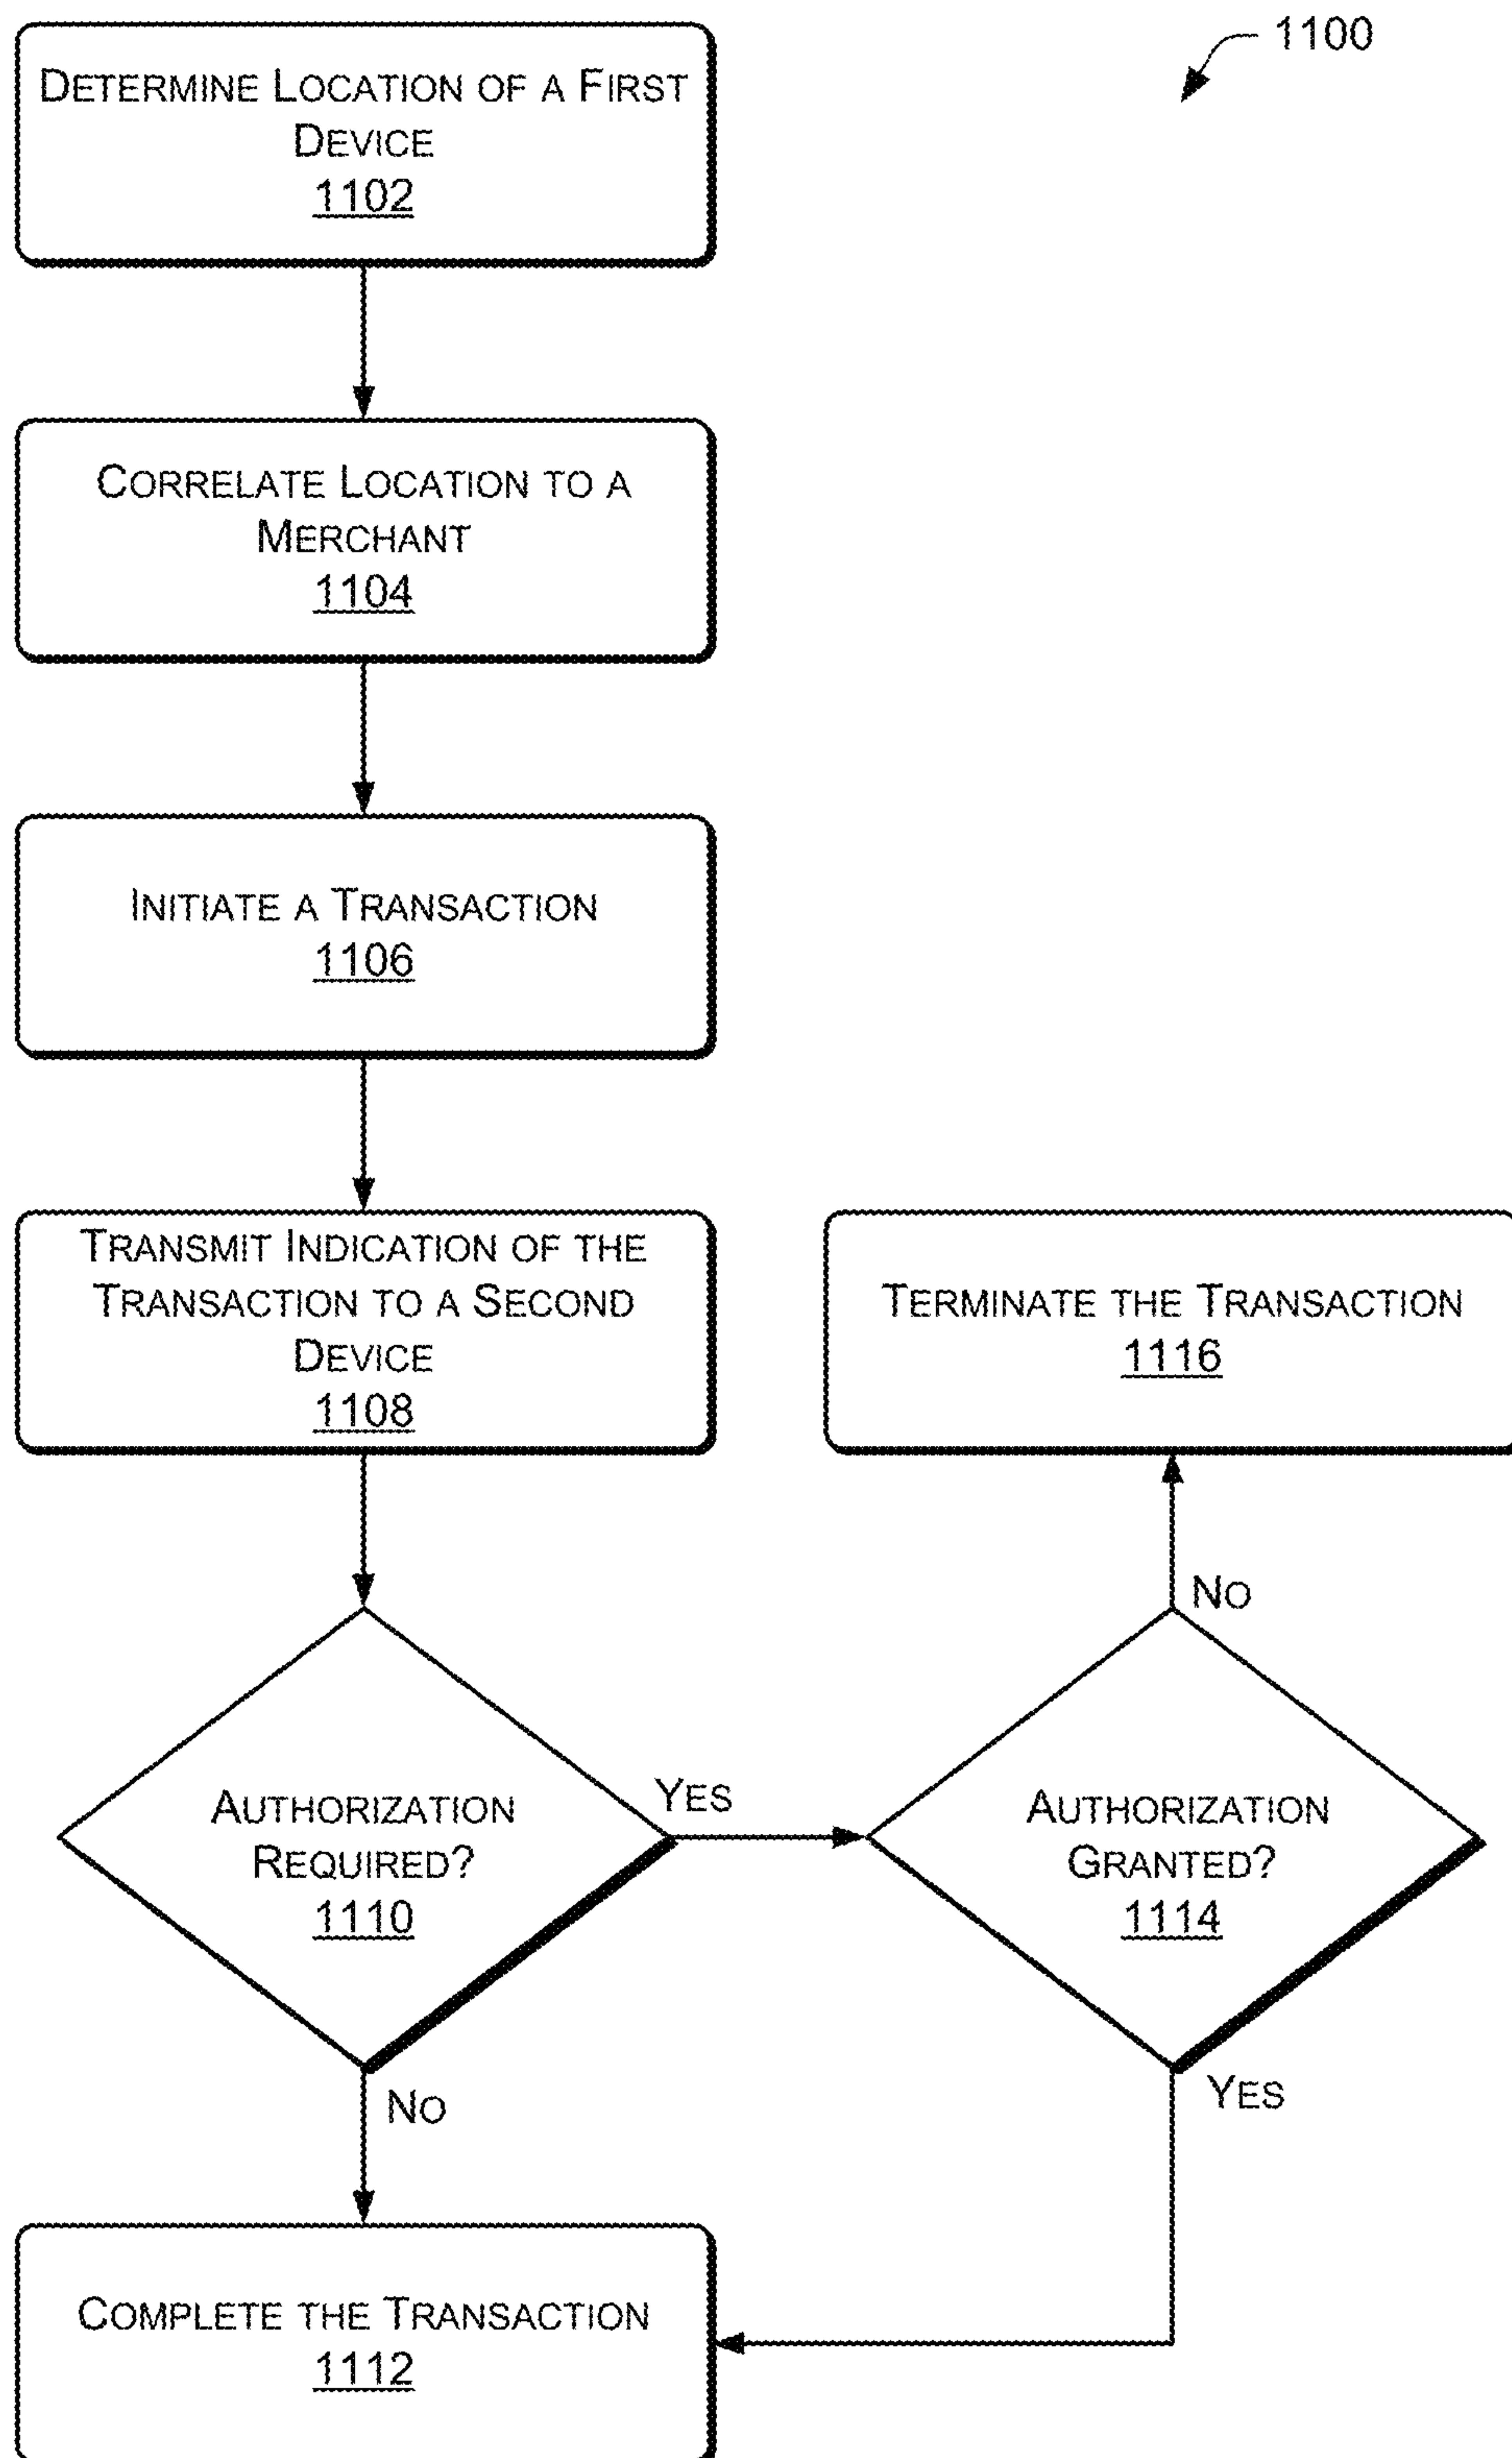 1100
DETERMINE LOCATION OF A FIRST
DEVICE
1102
CORRELATE LOCATION TO A
MERCHANT
1104
INITIATE A TRANSACTION
1106
TRANSMIT INDICATION OF THE
TRANSACTION TO A SECOND
DEVICE
1108
TERMINATE THE TRANSACTION
1116
NO
AUTHORIZATION
REQUIRED?
1110
YES
AUTHORIZATION
GRANTED?
1114
NO
YES
COMPLETE THE TRANSACTION
1112